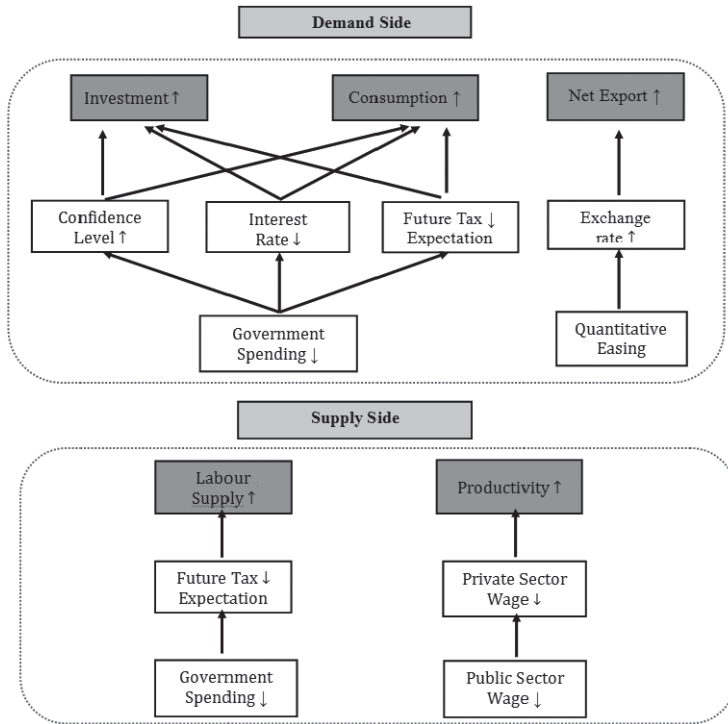 Demand Side
Investment ↑
Consumption ↑
Net Export ↑
Confidence
Level ↑
Interest
Rate ↓
Future Tax ↓
Expectation
Exchange
rate ↑
Government
Spending ↓
Quantitative
Easing
Supply Side
Labour
Supply ↑
Productivity ↑
Future Tax ↓
Expectation
Private Sector
Wage ↓
Government
Spending ↓
Public Sector
Wage ↓